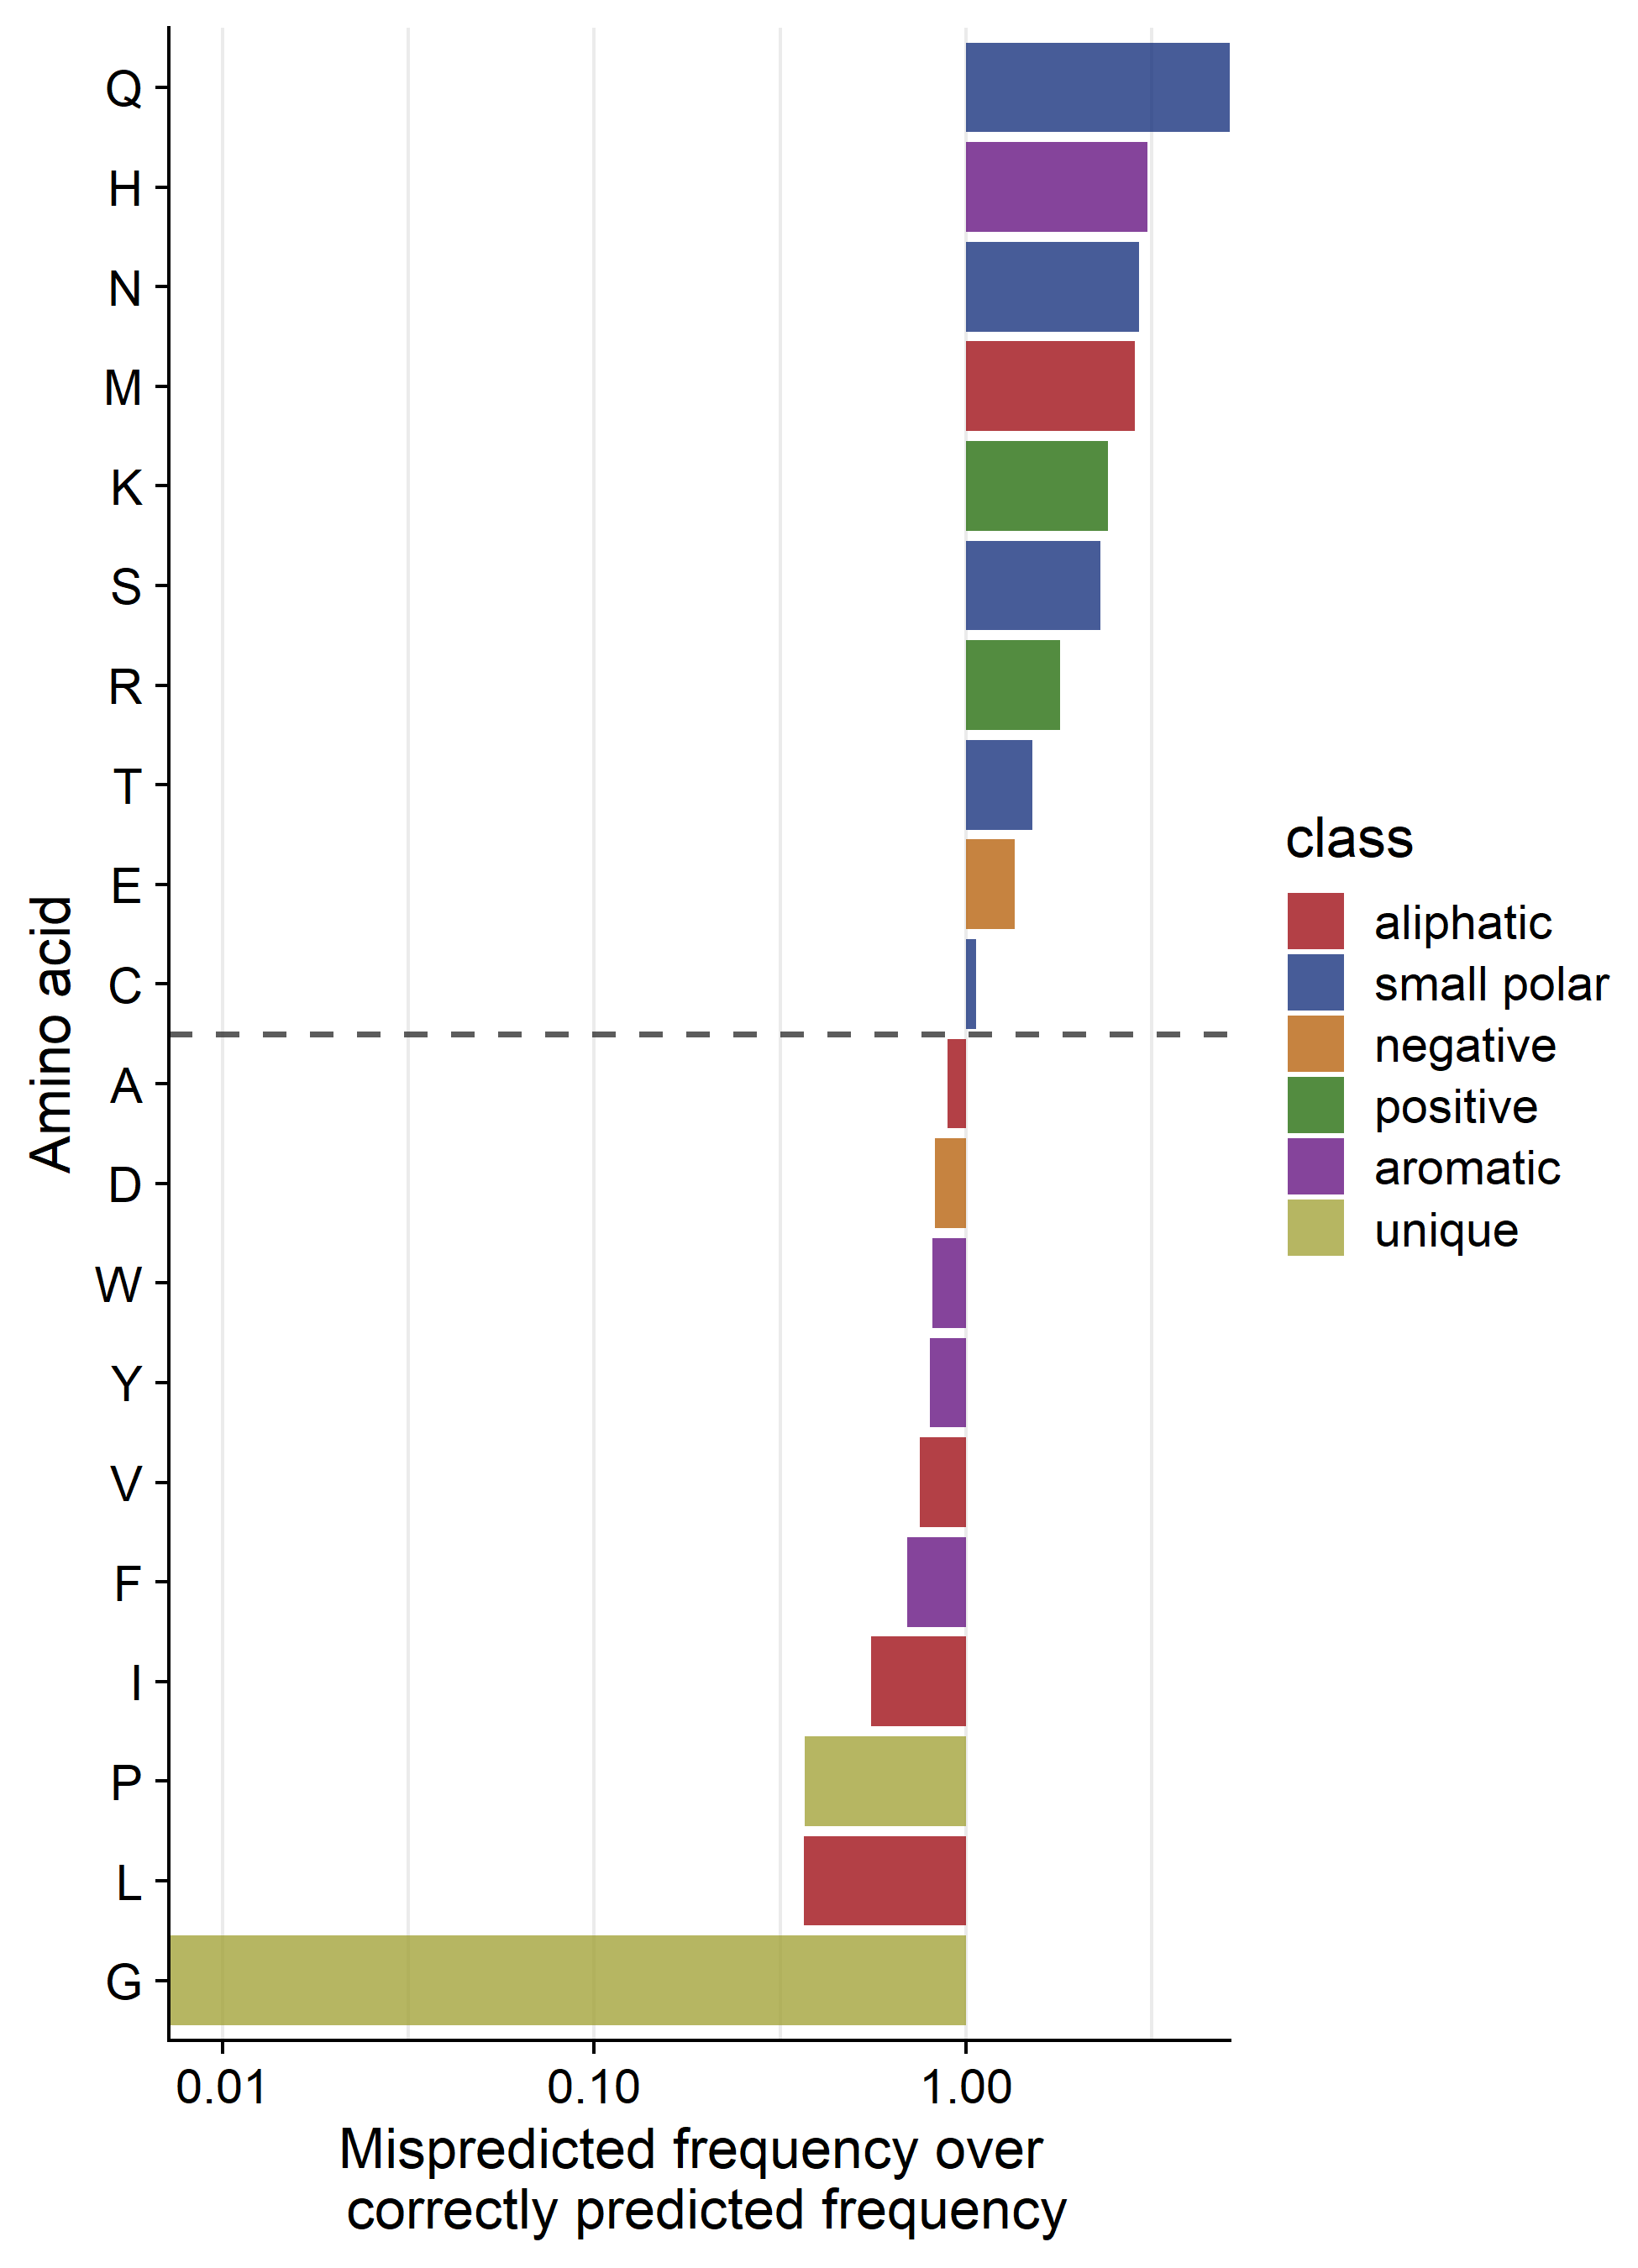 Q
H
N
M
K
S
R
T
E
C
A
D
W
Y
V
F
I
P
L
G
Amino acid
0.01 0.10 1.00
Mispredicted frequency over
correctly predicted frequency
class
aliphatic
small polar
negative
positive
aromatic
unique